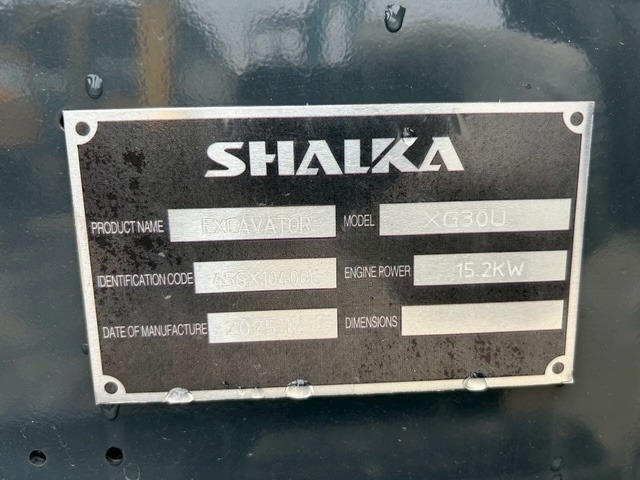 SHALKA
PRODUCT NAME EXCAVATOR MODEL XG30U
IDENTIFICATION CODE ENGINE POWER 15.2KW
DATE OF MANUFACTURE DIMENSIONS